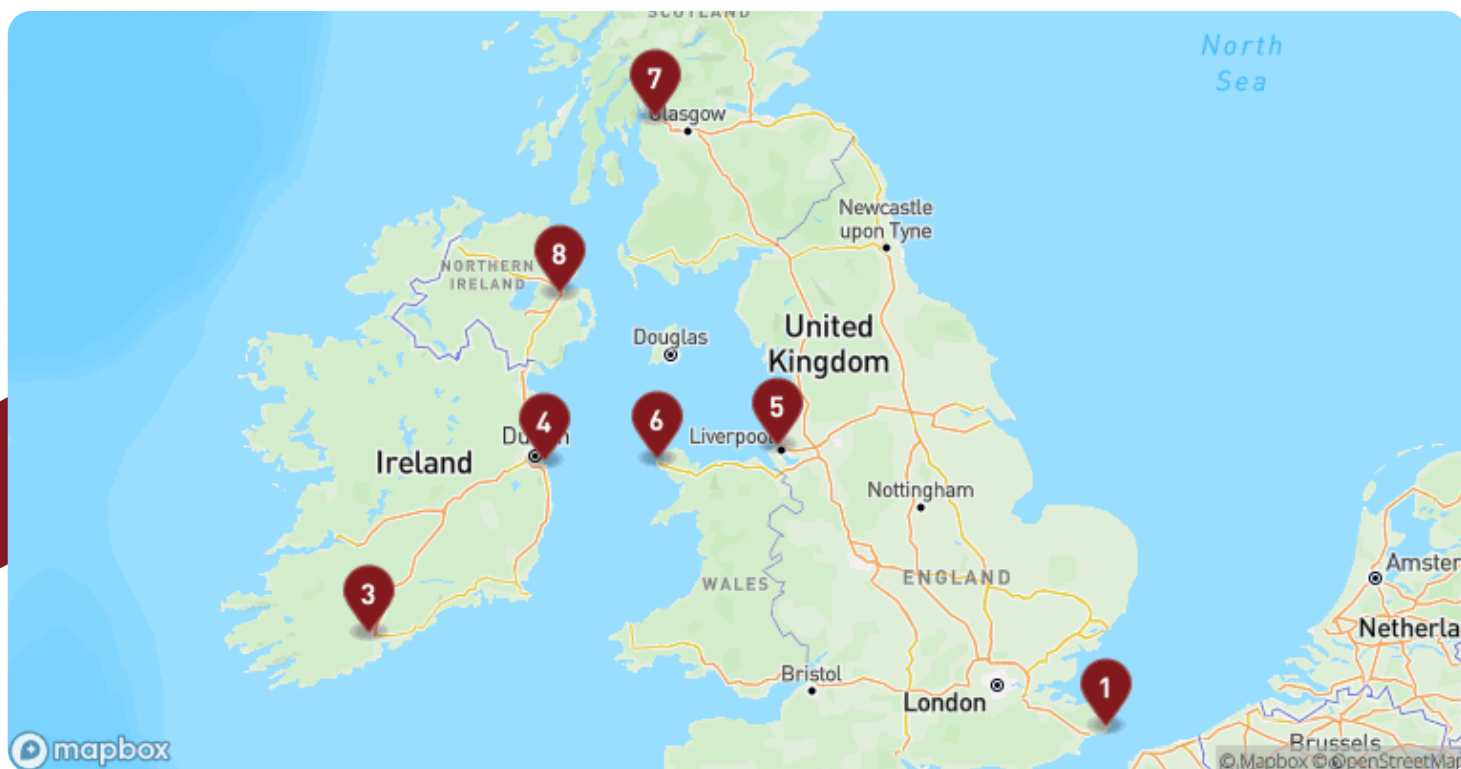 SCOTLAND
North
Sea
7
Glasgow
Newcastle
upon Tyne
8
NORTHERN
IRELAND
Douglas
United
Kingdom
5
6
4
Liverpool
Dublin
Ireland
Nottingham
3
WALES
ENGLAND
Amster
Netherla
Bristol
1
London
Brussels
mapbox
© Mapbox © OpenStreetMap